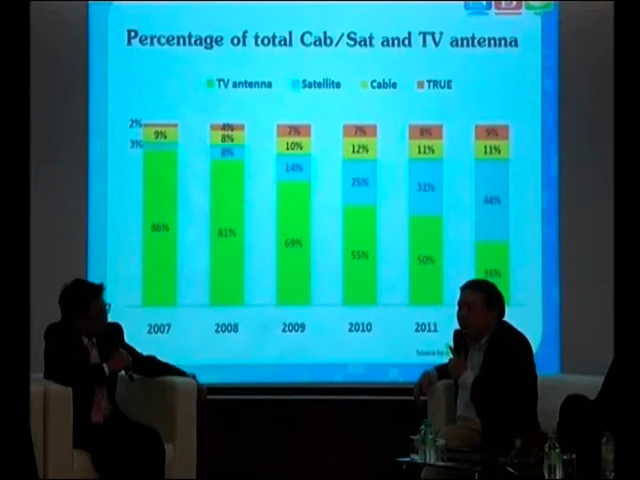 Percentage of total Cab/Sat and TV antenna
TV antenna Satellite Cable TRUE
2% 4% 7% 7% 8% 9%
9% 8% 10% 12% 11% 11%
3% 8% 14% 25% 31% 44%
86% 81% 69% 55% 50% 36%
2007 2008 2009 2010 2011
Source by